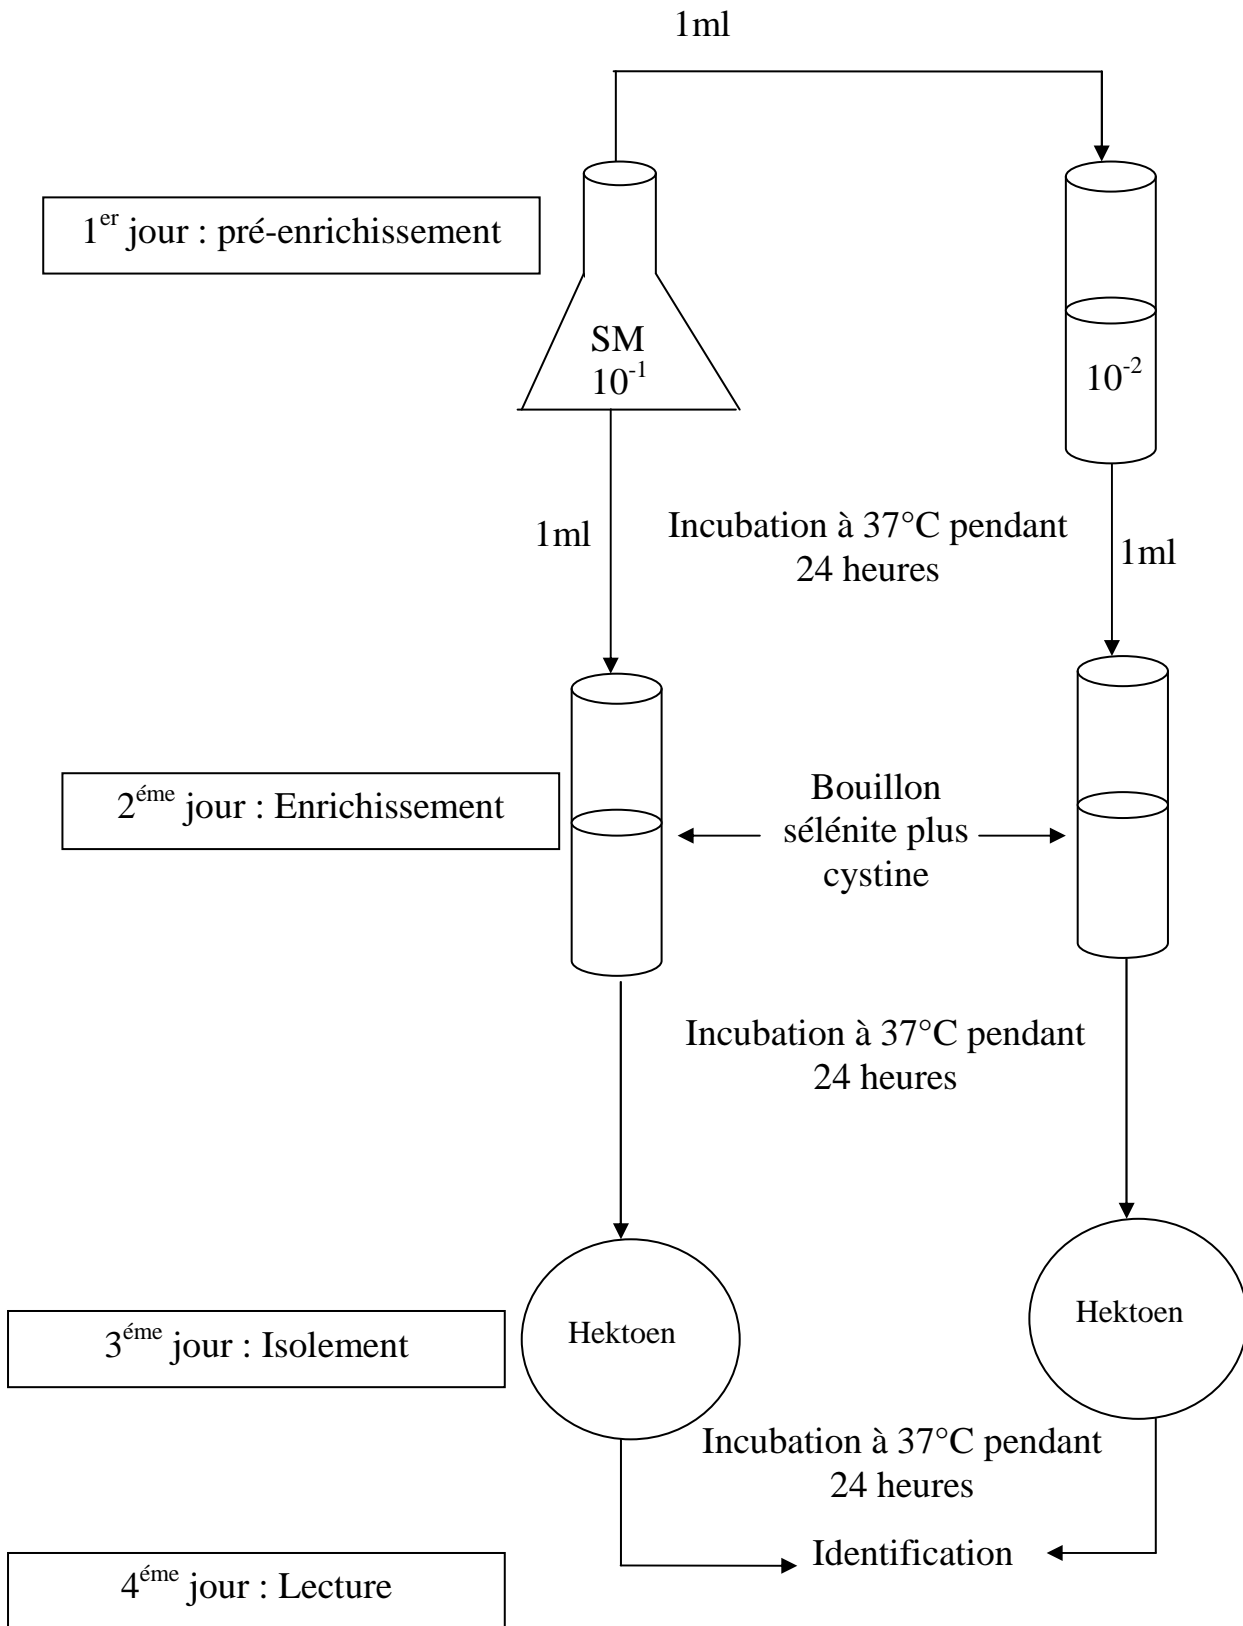 1ml
1er jour : pré-enrichissement
SM
10-1
10-2
1ml
Incubation à 37°C pendant
24 heures
1ml
2éme jour : Enrichissement
Bouillon
sélénite plus
cystine
Incubation à 37°C pendant
24 heures
3éme jour : Isolement
Hektoen
Hektoen
Incubation à 37°C pendant
24 heures
Identification
4éme jour : Lecture